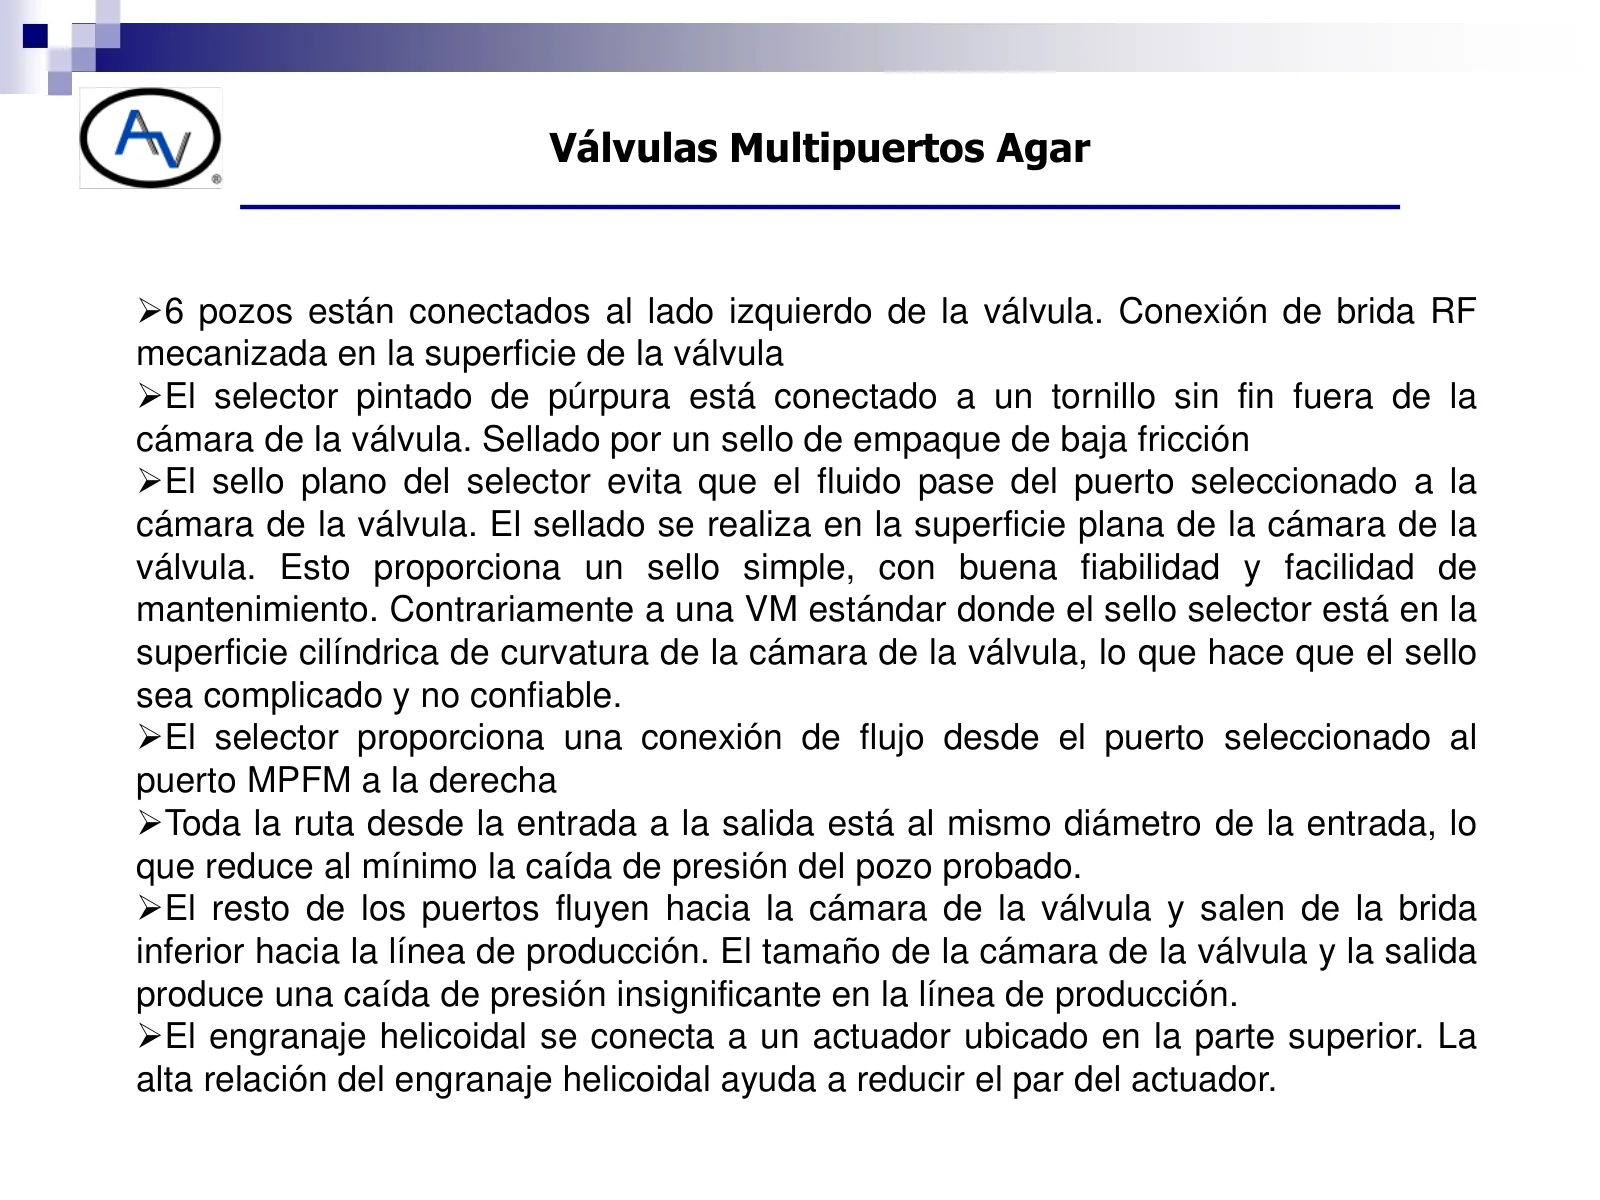 AV
®
Válvulas Multipuertos Agar
➢6 pozos están conectados al lado izquierdo de la válvula. Conexión de brida RF
mecanizada en la superficie de la válvula
➢El selector pintado de púrpura está conectado a un tornillo sin fin fuera de la
cámara de la válvula. Sellado por un sello de empaque de baja fricción
➢El sello plano del selector evita que el fluido pase del puerto seleccionado a la
cámara de la válvula. El sellado se realiza en la superficie plana de la cámara de la
válvula. Esto proporciona un sello simple, con buena fiabilidad y facilidad de
mantenimiento. Contrariamente a una VM estándar donde el sello selector está en la
superficie cilíndrica de curvatura de la cámara de la válvula, lo que hace que el sello
sea complicado y no confiable.
➢El selector proporciona una conexión de flujo desde el puerto seleccionado al
puerto MPFM a la derecha
➢Toda la ruta desde la entrada a la salida está al mismo diámetro de la entrada, lo
que reduce al mínimo la caída de presión del pozo probado.
➢El resto de los puertos fluyen hacia la cámara de la válvula y salen de la brida
inferior hacia la línea de producción. El tamaño de la cámara de la válvula y la salida
produce una caída de presión insignificante en la línea de producción.
➢El engranaje helicoidal se conecta a un actuador ubicado en la parte superior. La
alta relación del engranaje helicoidal ayuda a reducir el par del actuador.